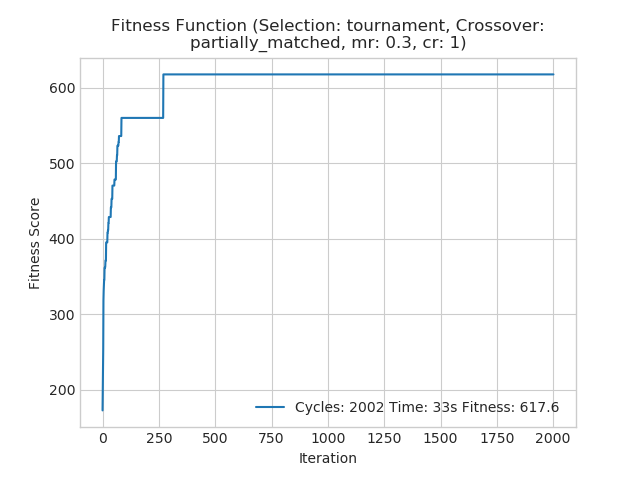 Fitness Function (Selection: tournament, Crossover:
partially_matched, mr: 0.3, cr: 1)
600
500
400
300
200
Fitness Score
Cycles: 2002 Time: 33s Fitness: 617.6
0 250 500 750 1000 1250 1500 1750 2000
Iteration